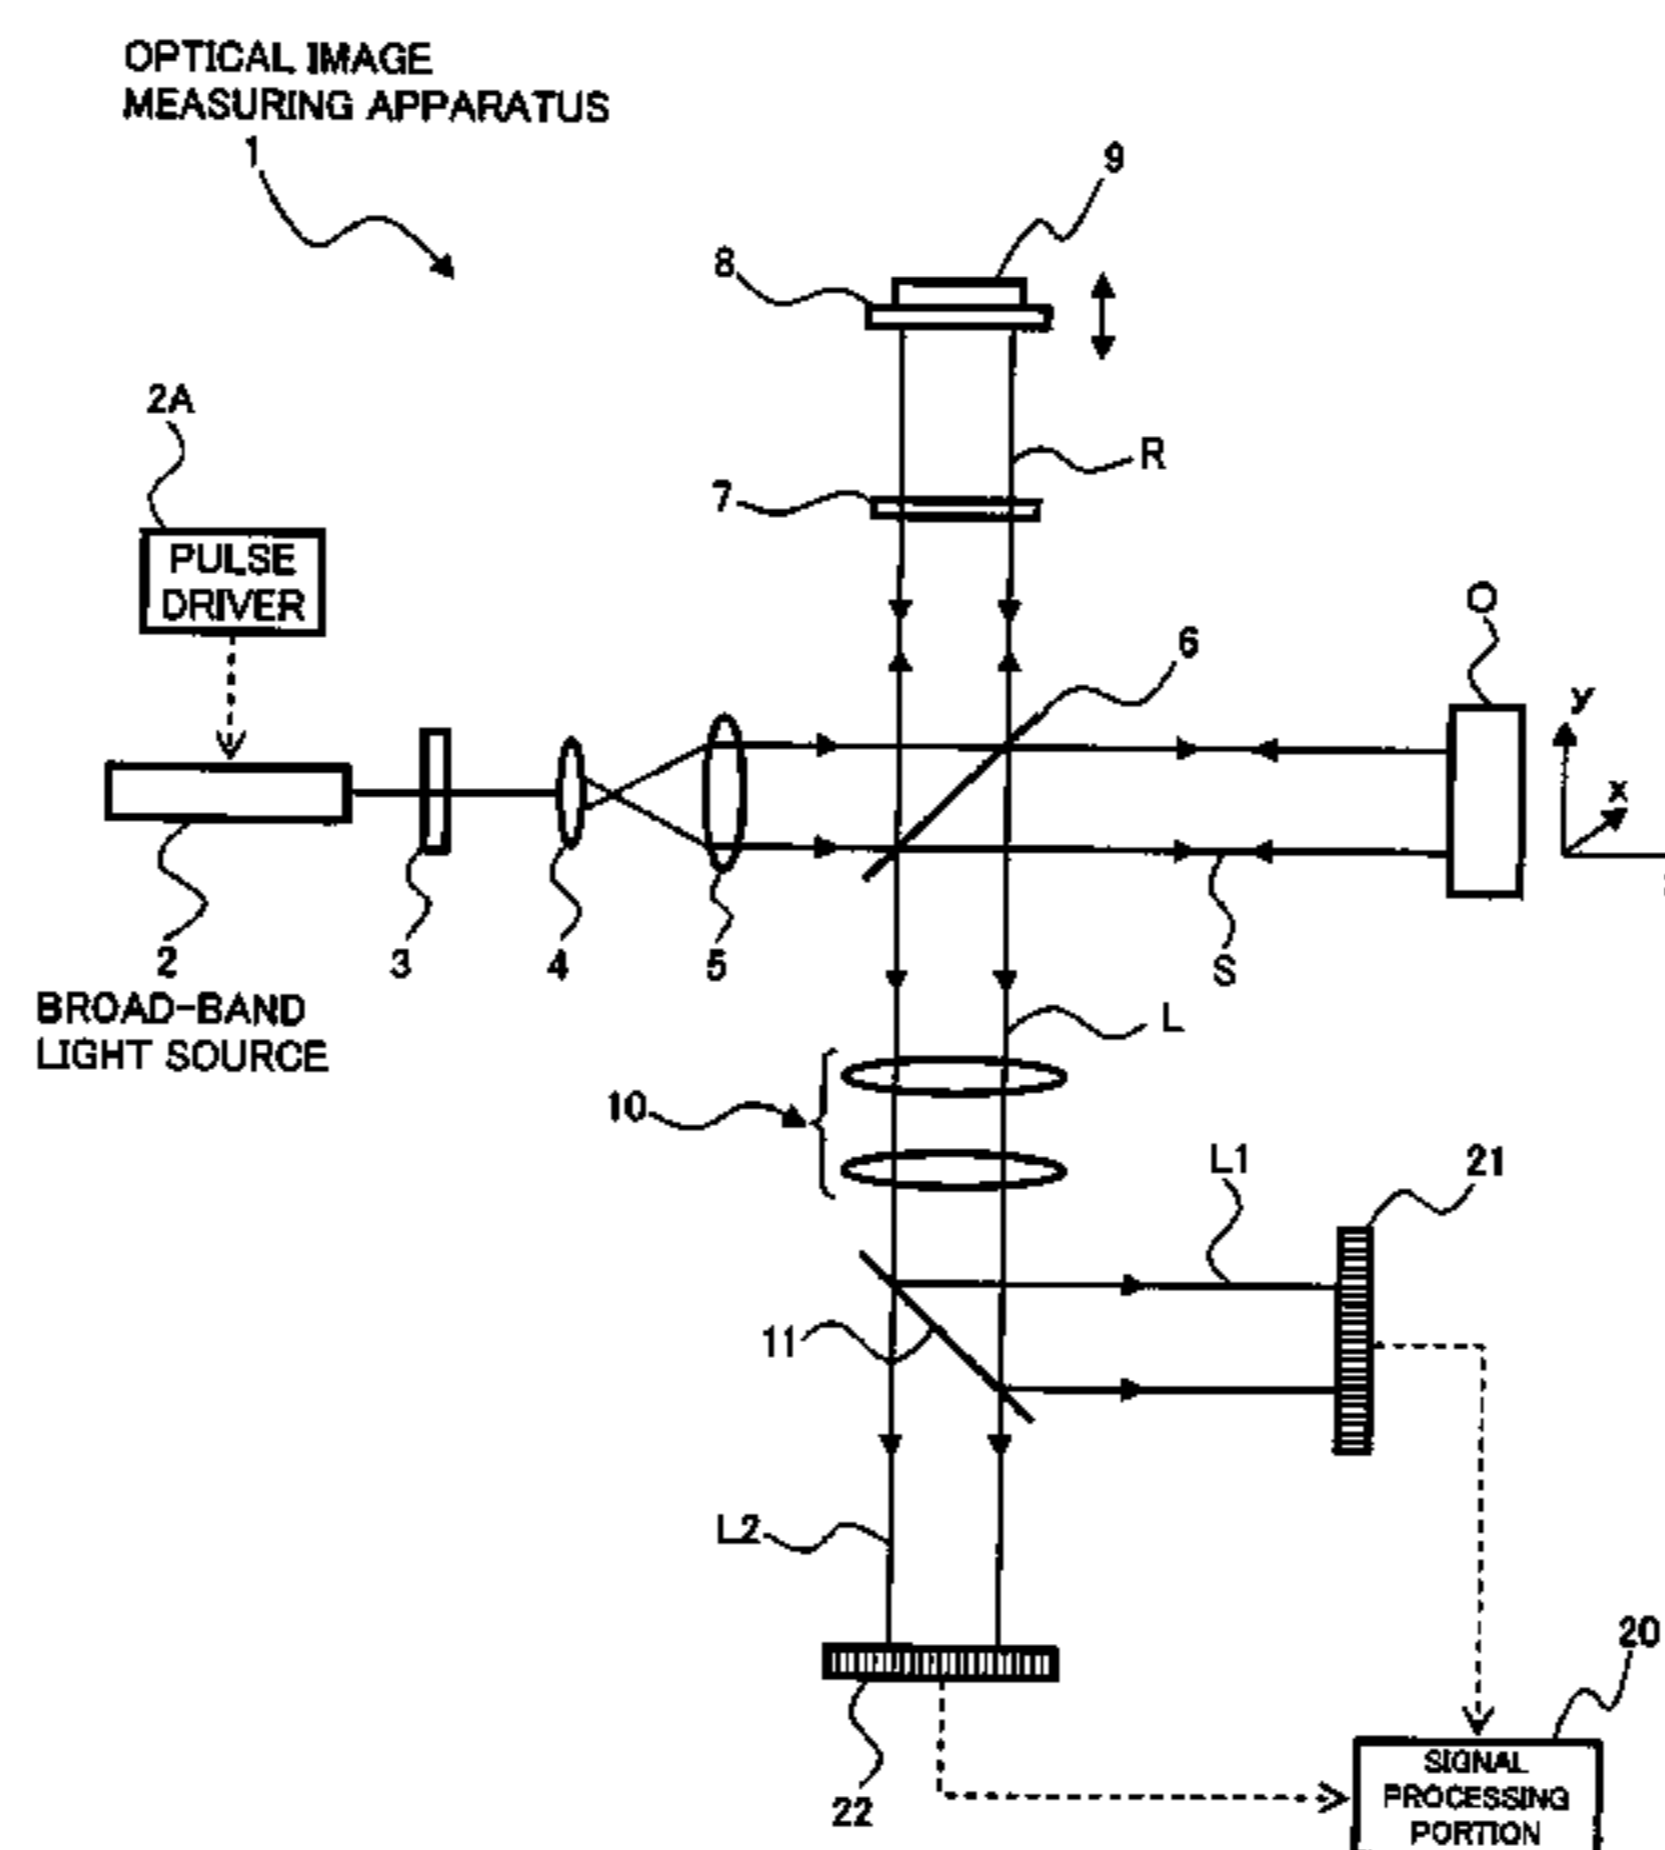 OPTICAL IMAGE
MEASURING APPARATUS
1
9
8
2A
R
7
PULSE
DRIVER
O
6
y
x
2
3
4
5
S
BROAD-BAND
LIGHT SOURCE
L
10
L1
21
11
L2
20
22
SIGNAL
PROCESSING
PORTION